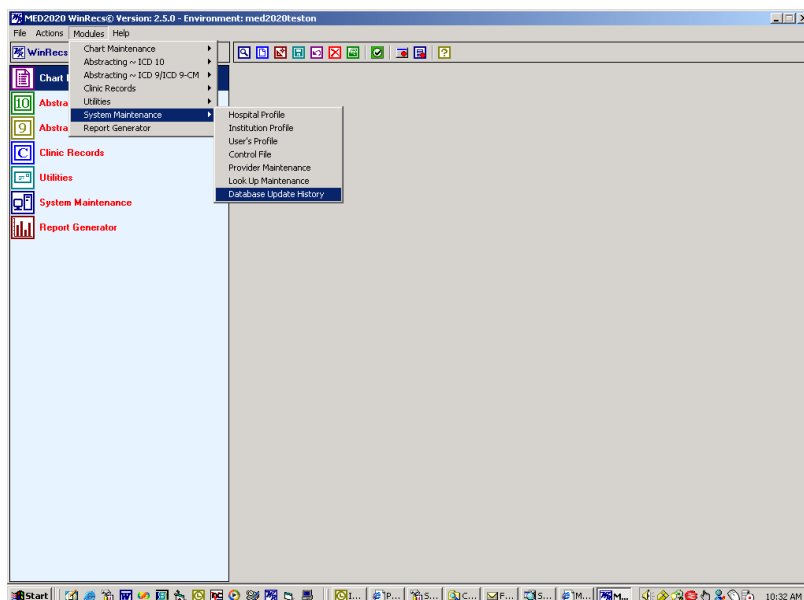 MED2020 WinRecs© Version: 2.5.0 - Environment: med2020teston
File Actions Modules Help
WinRecs
Chart Maintenance
Abstracting ~ ICD 10
Abstracting ~ ICD 9/ICD 9-CM
Clinic Records
Utilities
System Maintenance
Report Generator
Hospital Profile
Institution Profile
User's Profile
Control File
Provider Maintenance
Look Up Maintenance
Database Update History
Chart
10 Abstra
9 Abstra
C Clinic Records
Utilities
System Maintenance
Report Generator
Start I... P... S... C... F... S... M... M... 10:32 AM